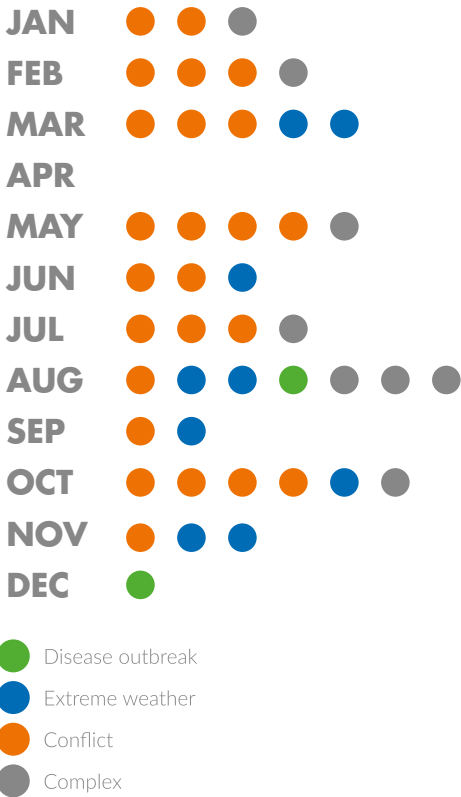 JAN
FEB
MAR
APR
MAY
JUN
JUL
AUG
SEP
OCT
NOV
DEC
Disease outbreak
Extreme weather
Conflict
Complex